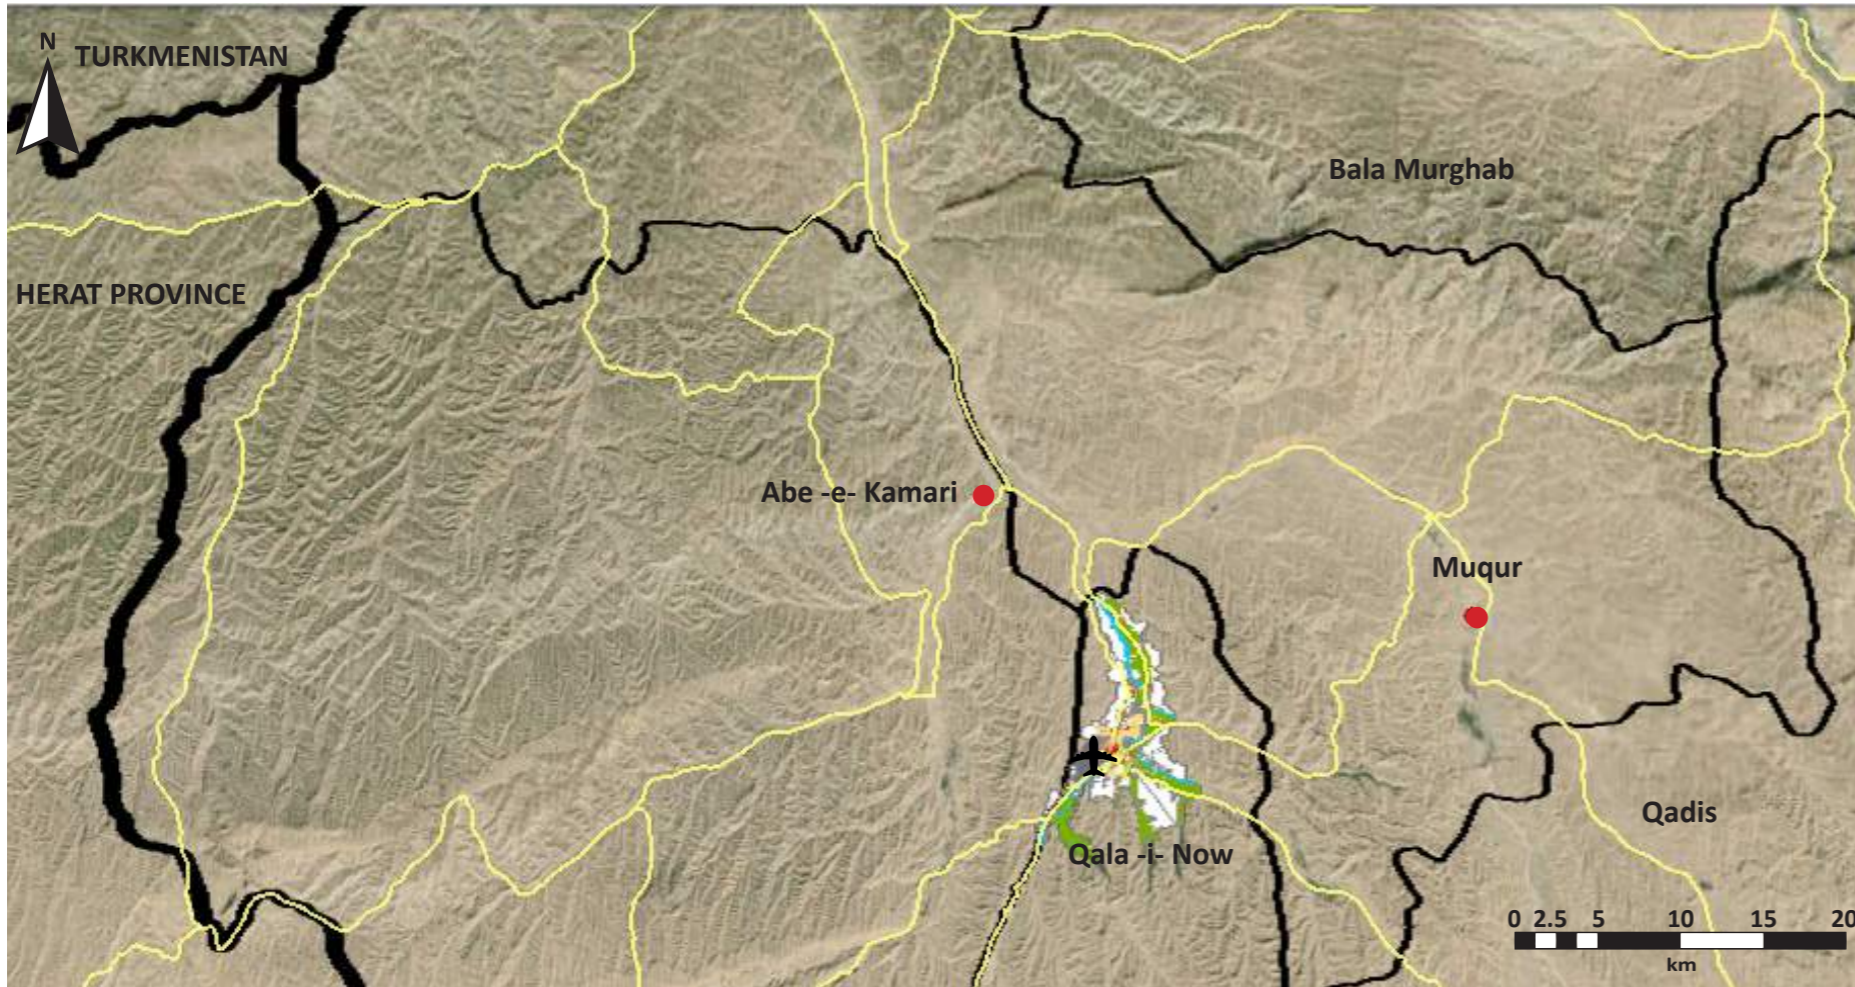 N
TURKMENISTAN
Bala Murghab
HERAT PROVINCE
Abe -e- Kamari
Muqur
Qadis
Qala -i- Now
0 2.5 5 10 15 20
km